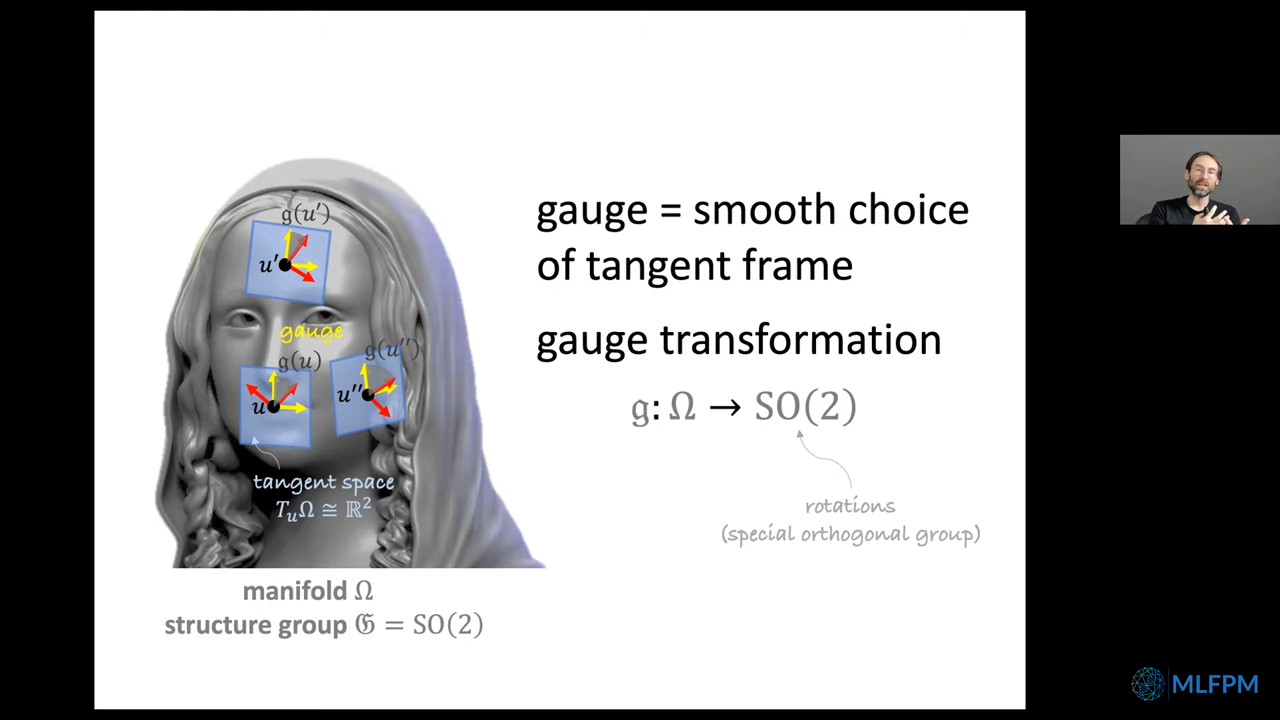 gauge = smooth choice
of tangent frame
gauge transformation
𝔤: Ω → SO(2)
rotations
(special orthogonal group)
𝔤(u′)
u′
gauge
𝔤(u)
u
𝔤(u′′)
u′′
tangent space
TᵤΩ ≅ ℝ²
manifold Ω
structure group 𝔊 = SO(2)
MLFPM